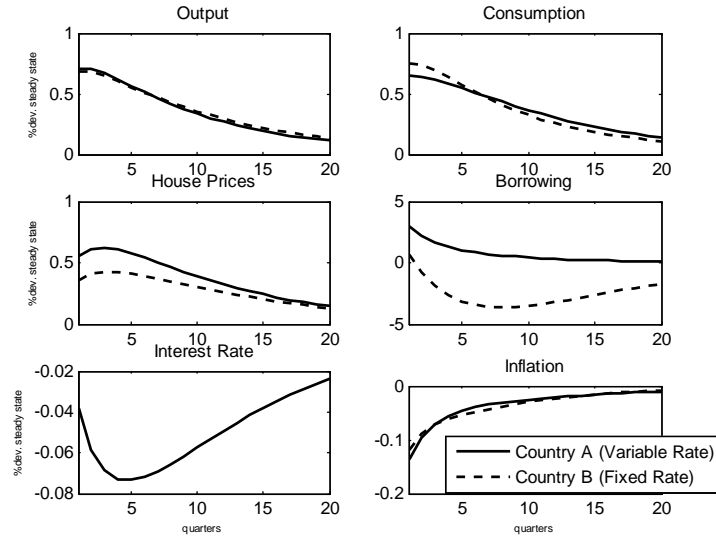 Output
%dev. steady state
1
0.5
0
5 10 15 20
Consumption
1
0.5
0
5 10 15 20
House Prices
%dev. steady state
1
0.5
0
5 10 15 20
Borrowing
5
0
-5
5 10 15 20
Interest Rate
%dev. steady state
-0.02
-0.04
-0.06
-0.08
5 10 15 20
quarters
Inflation
0
-0.1
-0.2
5 10 15 20
quarters
Country A (Variable Rate)
Country B (Fixed Rate)